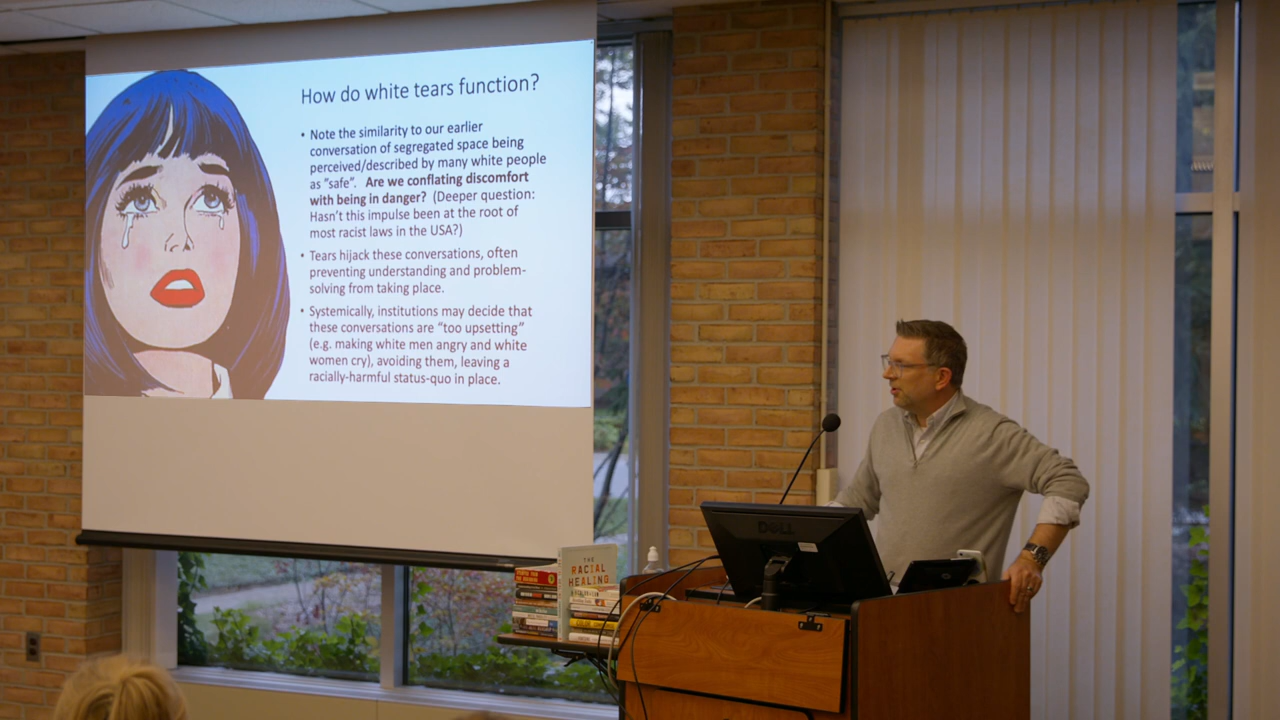 How do white tears function?
• Note the similarity to our earlier
conversation of segregated space being
perceived/described by many white people
as "safe". Are we conflating discomfort
with being in danger? (Deeper question:
Hasn't this impulse been at the root of
most racist laws in the USA?)
• Tears hijack these conversations, often
preventing understanding and problem-
solving from taking place.
• Systemically, institutions may decide that
these conversations are "too upsetting"
(e.g. making white men angry and white
women cry), avoiding them, leaving a
racially-harmful status-quo in place.
THE
RACIAL
HEALING
DELL